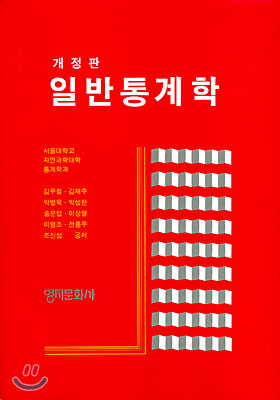 개정판
일반통계학
서울대학교
자연과학대학
통계학과
김우철·김재주
박병욱·박성현
송문섭·이상열
이영조·전종우
조신섭 공저
영지문화사
yes